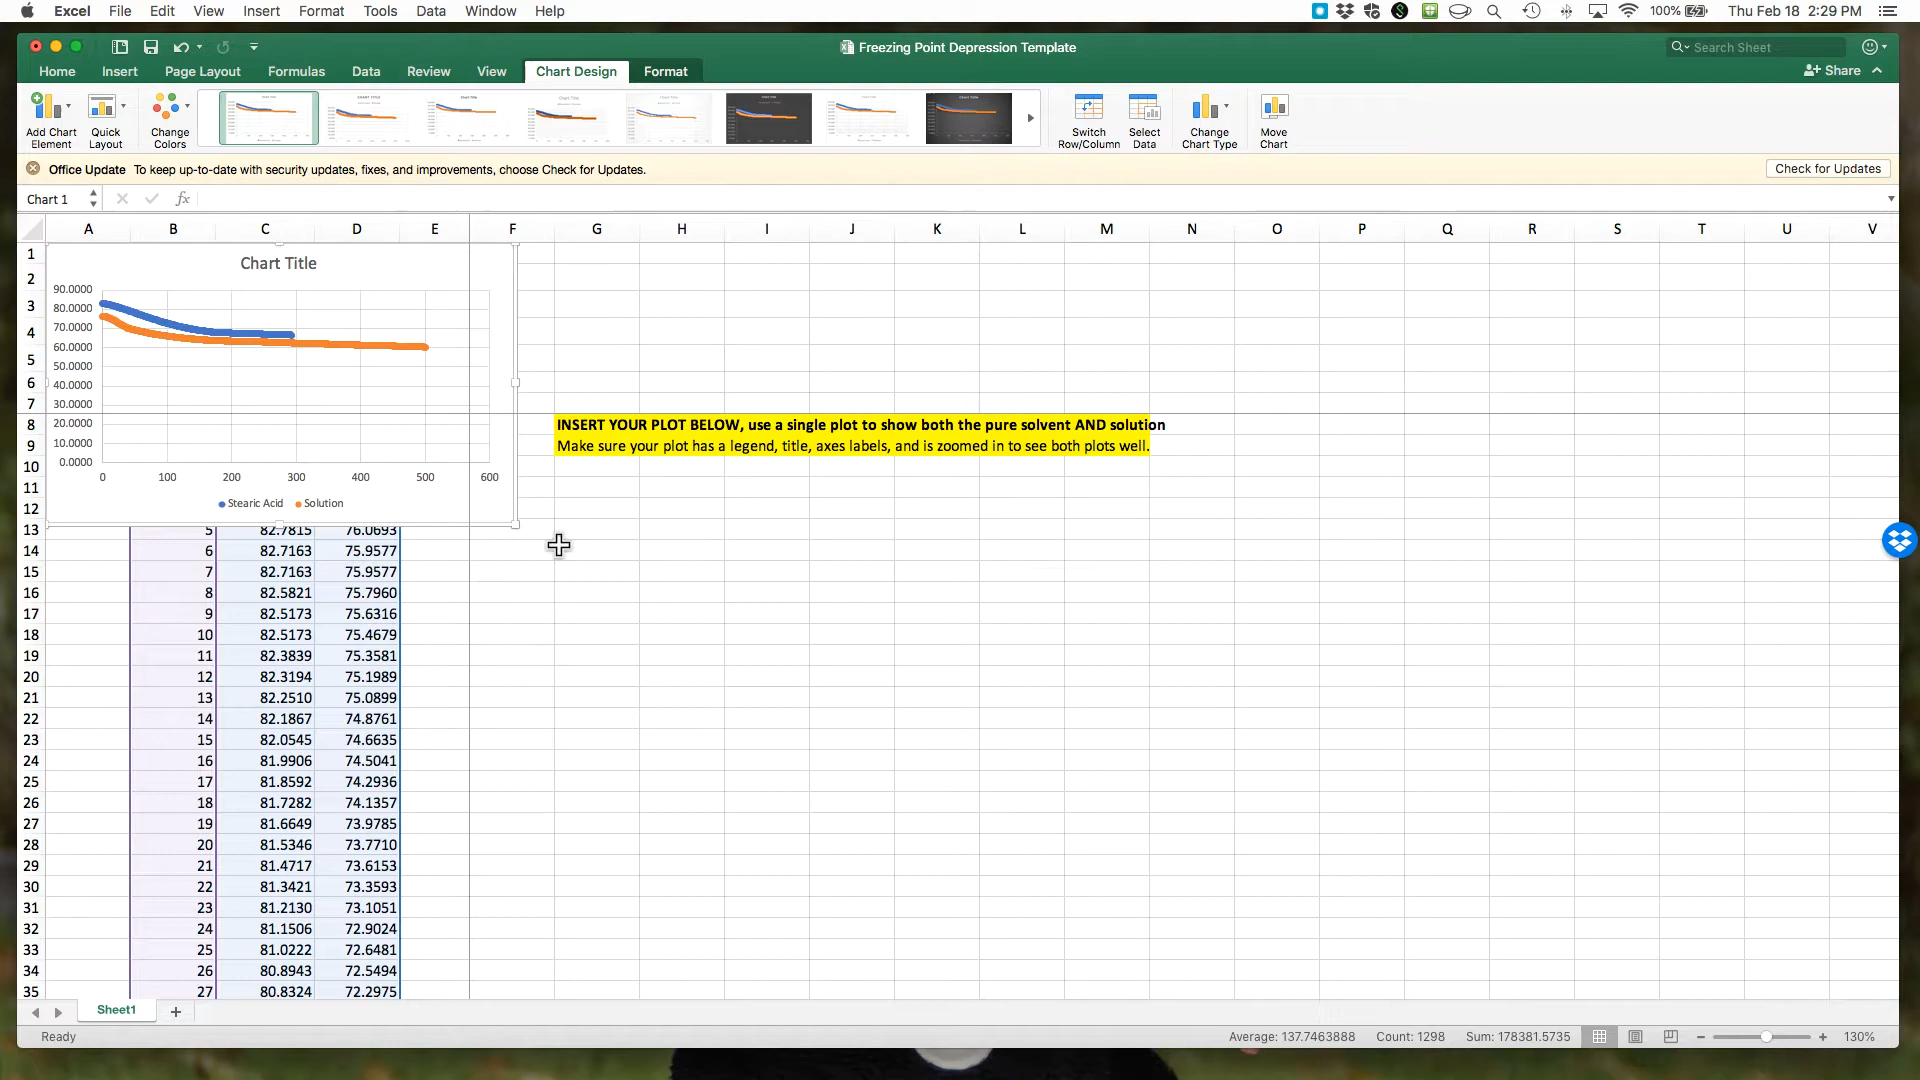 Excel File Edit View Insert Format Tools Data Window Help 100% Thu Feb 18 2:29 PM
Freezing Point Depression Template
Search Sheet
Home Insert Page Layout Formulas Data Review View Chart Design Format
Share
Add Chart Element
Quick Layout
Change Colors
Switch Row/Column
Select Data
Change Chart Type
Move Chart
Office Update To keep up-to-date with security updates, fixes, and improvements, choose Check for Updates.
Check for Updates
Chart 1
fx
A B C D E F G H I J K L M N O P Q R S T U V
Chart Title
90.0000
80.0000
70.0000
60.0000
50.0000
40.0000
30.0000
20.0000
10.0000
0.0000
0 100 200 300 400 500 600
Stearic Acid Solution
INSERT YOUR PLOT BELOW, use a single plot to show both the pure solvent AND solution
Make sure your plot has a legend, title, axes labels, and is zoomed in to see both plots well.
1
2
3
4
5
6
7
8
9
10
11
12
13 5 82.7815 76.0693
14 6 82.7163 75.9577
15 7 82.7163 75.9577
16 8 82.5821 75.7960
17 9 82.5173 75.6316
18 10 82.5173 75.4679
19 11 82.3839 75.3581
20 12 82.3194 75.1989
21 13 82.2510 75.0899
22 14 82.1867 74.8761
23 15 82.0545 74.6635
24 16 81.9906 74.5041
25 17 81.8592 74.2936
26 18 81.7282 74.1357
27 19 81.6649 73.9785
28 20 81.5346 73.7710
29 21 81.4717 73.6153
30 22 81.3421 73.3593
31 23 81.2130 73.1051
32 24 81.1506 72.9024
33 25 81.0222 72.6481
34 26 80.8943 72.5494
35 27 80.8324 72.2975
Sheet1
Ready
Average: 137.7463888 Count: 1298 Sum: 178381.5735 130%